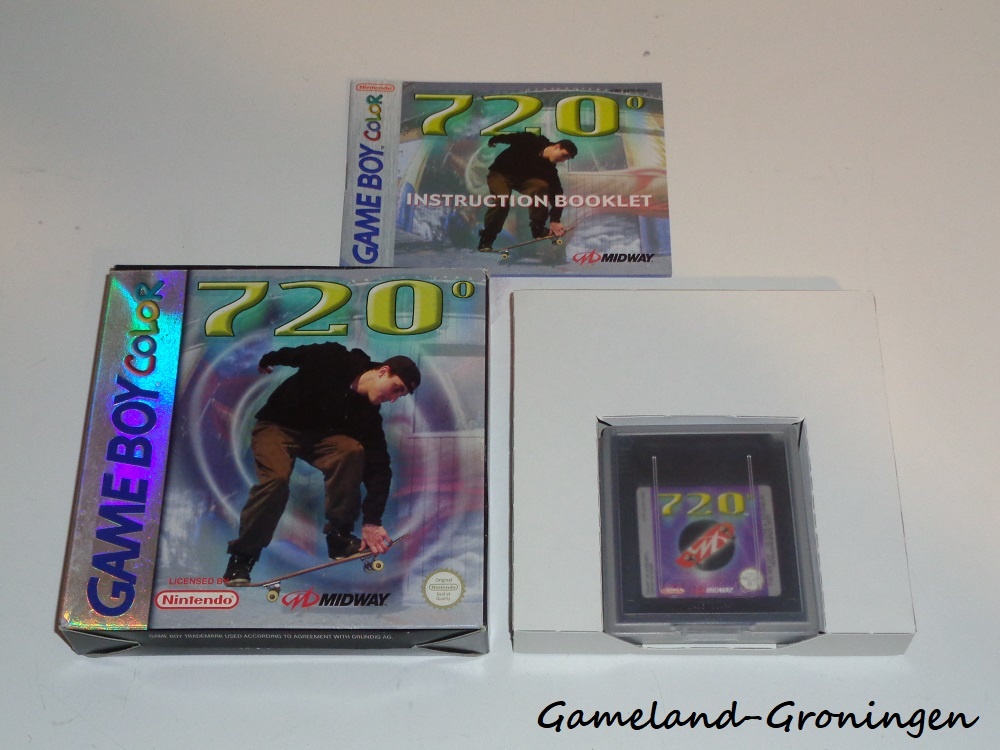 Nintendo
GAME BOY COLOR
720°
INSTRUCTION BOOKLET
MIDWAY
GAME BOY COLOR
720°
LICENSED BY
Nintendo
MIDWAY
Original
Nintendo
Seal of
Quality
GAME BOY TRADEMARK USED ACCORDING TO AGREEMENT WITH GRUNDIG AG.
720°
MIDWAY
Gameland-Groningen